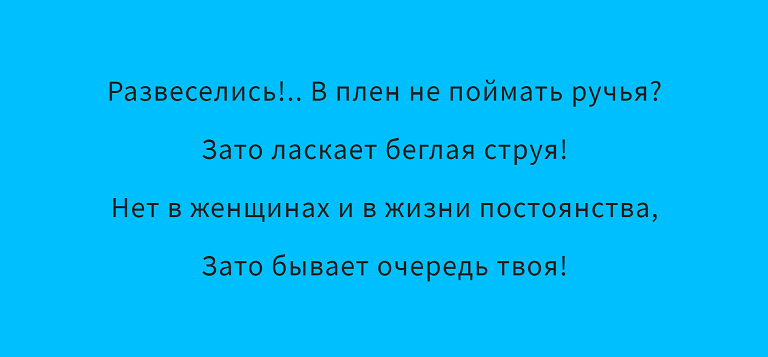 Развеселись!.. В плен не поймать ручья?
Зато ласкает беглая струя!
Нет в женщинах и в жизни постоянства,
Зато бывает очередь твоя!